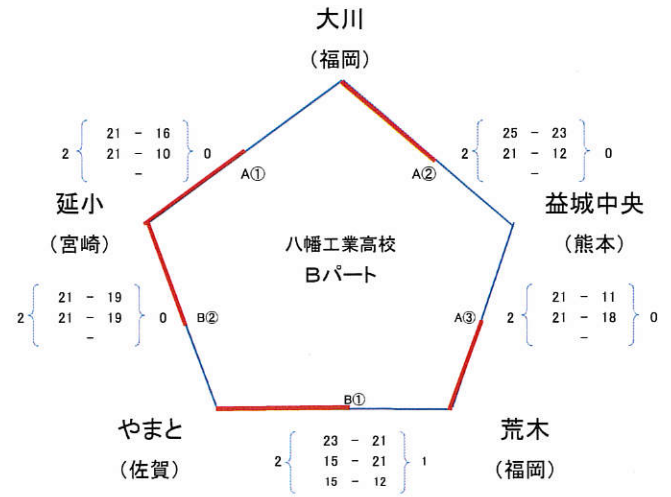 大川
(福岡)
2 { 21 - 16 } 0
21 - 10
-
A①
2 { 25 - 23 } 0
21 - 12
-
A②
延小
(宮崎)
益城中央
(熊本)
八幡工業高校
Bパート
2 { 21 - 19 } 0
21 - 19
-
B②
2 { 21 - 11 } 0
21 - 18
-
A③
B①
やまと
(佐賀)
2 { 23 - 21 } 1
15 - 21
15 - 12
荒木
(福岡)